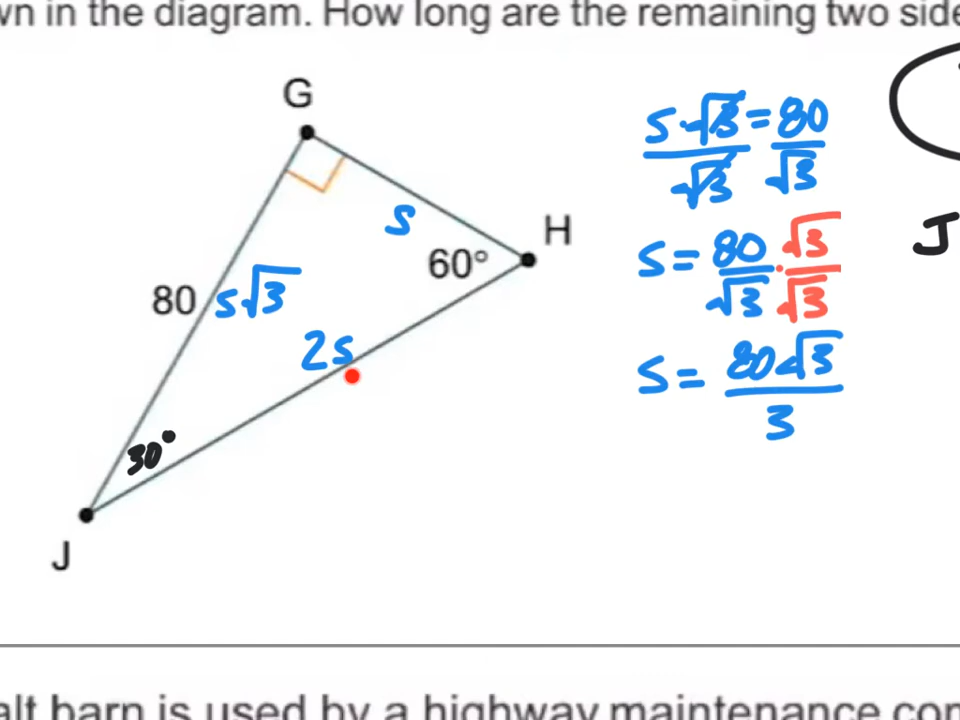 wn in the diagram. How long are the remaining two side
G
s·√3 = 80
√3 √3
S
H
60°
J
s = 80 · √3
√3 √3
80
s√3
2s
s = 80√3
3
30°
J
alt barn is used by a highway maintenance con